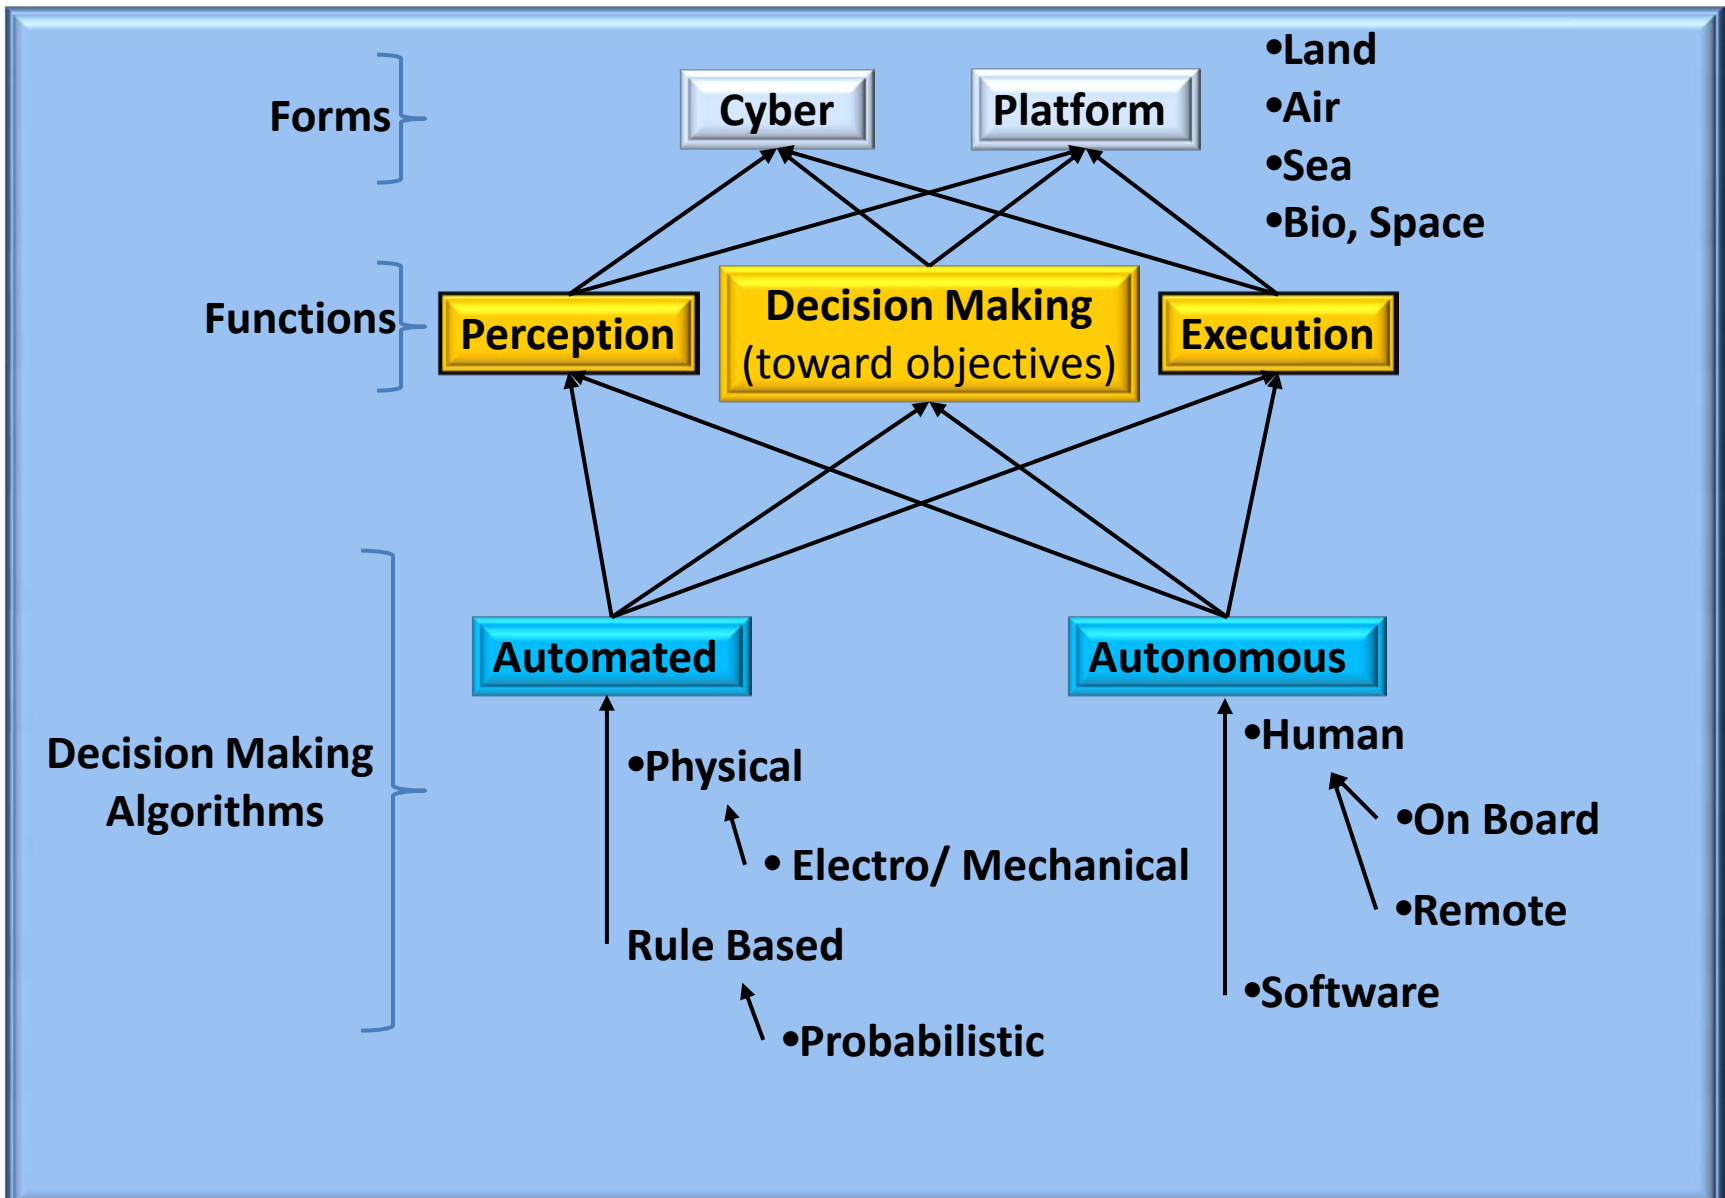 Forms
Cyber
Platform
•Land
•Air
•Sea
•Bio, Space
Functions
Perception
Decision Making
(toward objectives)
Execution
Decision Making
Algorithms
Automated
•Physical
• Electro/ Mechanical
Rule Based
•Probabilistic
Autonomous
•Human
•On Board
•Remote
•Software